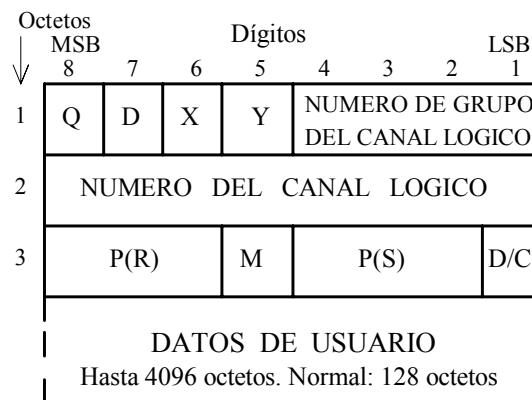 Octetos
MSB Dígitos LSB
8 7 6 5 4 3 2 1
1 Q D X Y NUMERO DE GRUPO
DEL CANAL LOGICO
2 NUMERO DEL CANAL LOGICO
3 P(R) M P(S) D/C
DATOS DE USUARIO
Hasta 4096 octetos. Normal: 128 octetos